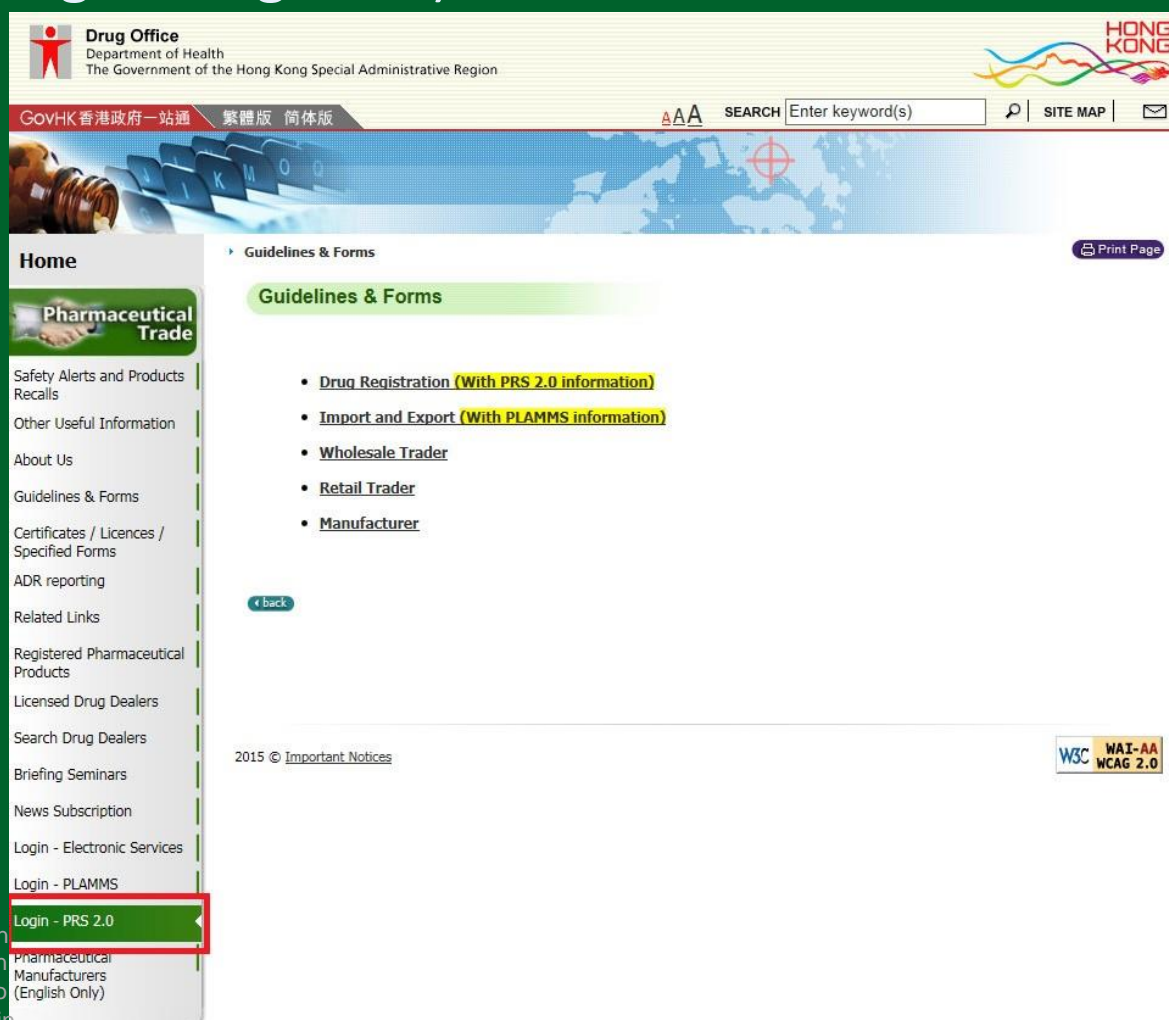 Drug Office
Department of Health
The Government of the Hong Kong Special Administrative Region
HONG
KONG
GovHK香港政府一站通 繁體版 简体版
AAA SEARCH Enter keyword(s) SITE MAP
K M O Q
J
I
Home
Guidelines & Forms
Print Page
Guidelines & Forms
Pharmaceutical
Trade
Safety Alerts and Products
Recalls
Other Useful Information
About Us
Guidelines & Forms
Certificates / Licences /
Specified Forms
ADR reporting
Related Links
Registered Pharmaceutical
Products
Licensed Drug Dealers
Search Drug Dealers
Briefing Seminars
News Subscription
Login - Electronic Services
Login - PLAMMS
Login - PRS 2.0
Pharmaceutical
Manufacturers
(English Only)
• Drug Registration (With PRS 2.0 information)
• Import and Export (With PLAMMS information)
• Wholesale Trader
• Retail Trader
• Manufacturer
back
2015 © Important Notices
W3C WAI-AA
WCAG 2.0